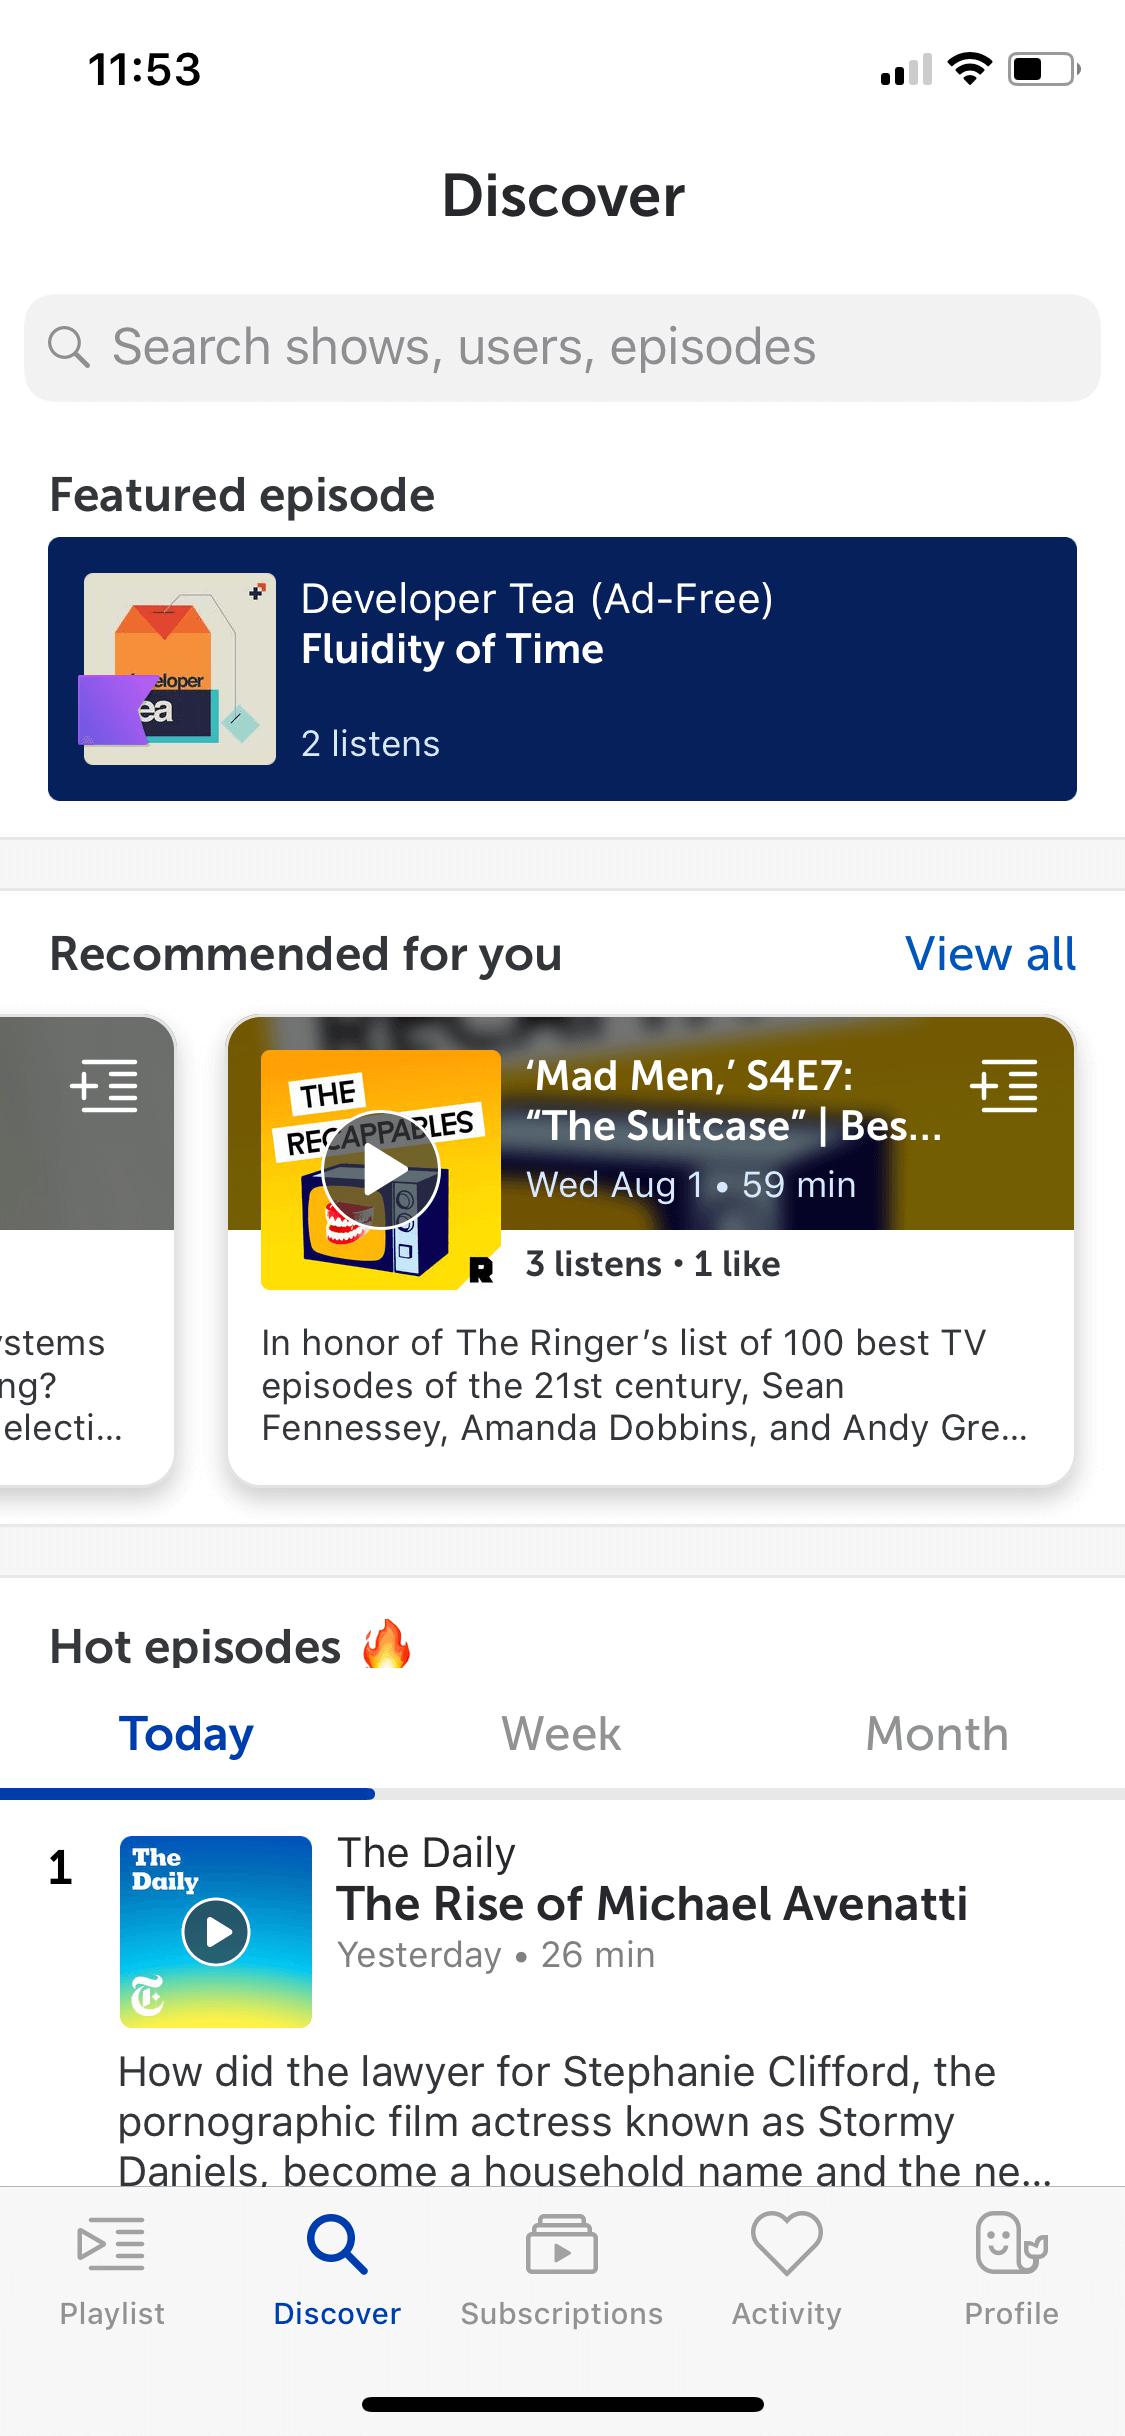 11:53
Discover
Search shows, users, episodes
Featured episode
eloper
ea
Developer Tea (Ad-Free)
Fluidity of Time
2 listens
Recommended for you
View all
ystems
ng?
electi...
THE
RECAPPABLES
R
‘Mad Men,’ S4E7:
“The Suitcase” | Bes...
Wed Aug 1 • 59 min
3 listens • 1 like
In honor of The Ringer’s list of 100 best TV
episodes of the 21st century, Sean
Fennessey, Amanda Dobbins, and Andy Gre...
Hot episodes 🔥
Today
Week
Month
1
The
Daily
T
The Daily
The Rise of Michael Avenatti
Yesterday • 26 min
How did the lawyer for Stephanie Clifford, the
pornographic film actress known as Stormy
Daniels, become a household name and the ne...
Playlist
Discover
Subscriptions
Activity
Profile